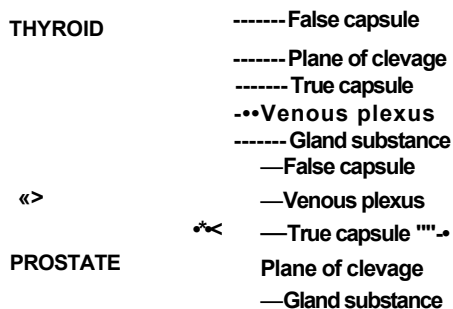 THYROID
-------False capsule
-------Plane of clevage
-------True capsule
-••Venous plexus
-------Gland substance
—False capsule
«> —Venous plexus
•*•< —True capsule ""-•
PROSTATE Plane of clevage
—Gland substance